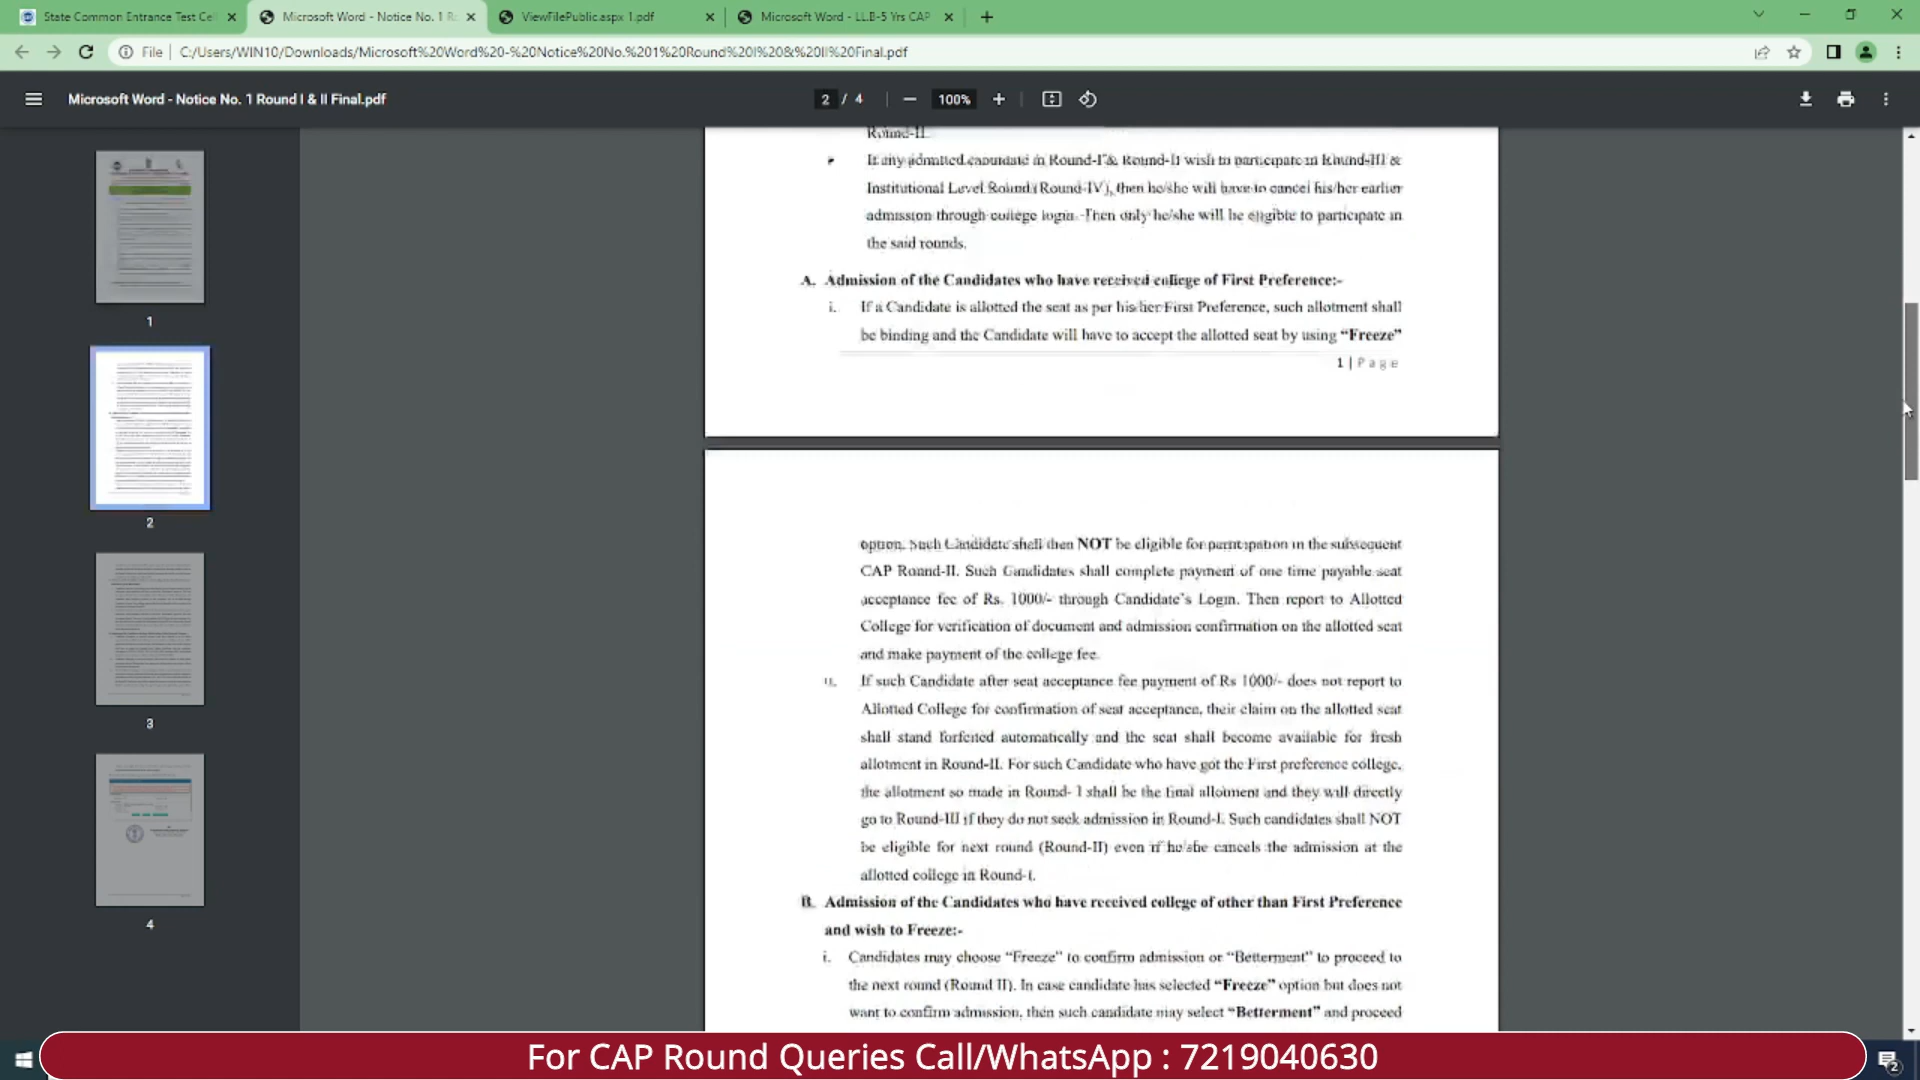 State Common Entrance Test Cel
Microsoft Word - Notice No. 1 R
ViewFilePublic.aspx 1.pdf
Microsoft Word - LL.B-5 Yrs CAP
File | C:/Users/WIN10/Downloads/Microsoft%20Word%20-%20Notice%20No.%201%20Round%20I%20&%20II%20Final.pdf
Microsoft Word - Notice No. 1 Round I & II Final.pdf
2 / 4
100%
Round-II.
If any admitted candidate in Round-I & Round-II wish to participate in Round-III &
Institutional Level Round (Round-IV), then he/she will have to cancel his/her earlier
admission through college login. Then only he/she will be eligible to participate in
the said rounds.
A. Admission of the Candidates who have received college of First Preference:-
i. If a Candidate is allotted the seat as per his/her First Preference, such allotment shall
be binding and the Candidate will have to accept the allotted seat by using “Freeze”
1 | Page
option. Such Candidate shall then NOT be eligible for participation in the subsequent
CAP Round-II. Such Candidates shall complete payment of one time payable seat
acceptance fee of Rs. 1000/- through Candidate’s Login. Then report to Allotted
College for verification of document and admission confirmation on the allotted seat
and make payment of the college fee.
ii. If such Candidate after seat acceptance fee payment of Rs 1000/- does not report to
Allotted College for confirmation of seat acceptance, their claim on the allotted seat
shall stand forfeited automatically and the seat shall become available for fresh
allotment in Round-II. For such Candidate who have got the First preference college,
the allotment so made in Round- I shall be the final allotment and they will directly
go to Round-III if they do not seek admission in Round-I. Such candidates shall NOT
be eligible for next round (Round-II) even if he/she cancels the admission at the
allotted college in Round-I.
B. Admission of the Candidates who have received college of other than First Preference
and wish to Freeze:-
i. Candidates may choose “Freeze” to confirm admission or “Betterment” to proceed to
the next round (Round II). In case candidate has selected “Freeze” option but does not
want to confirm admission, then such candidate may select “Betterment” and proceed
1
2
3
4
For CAP Round Queries Call/WhatsApp : 7219040630
2